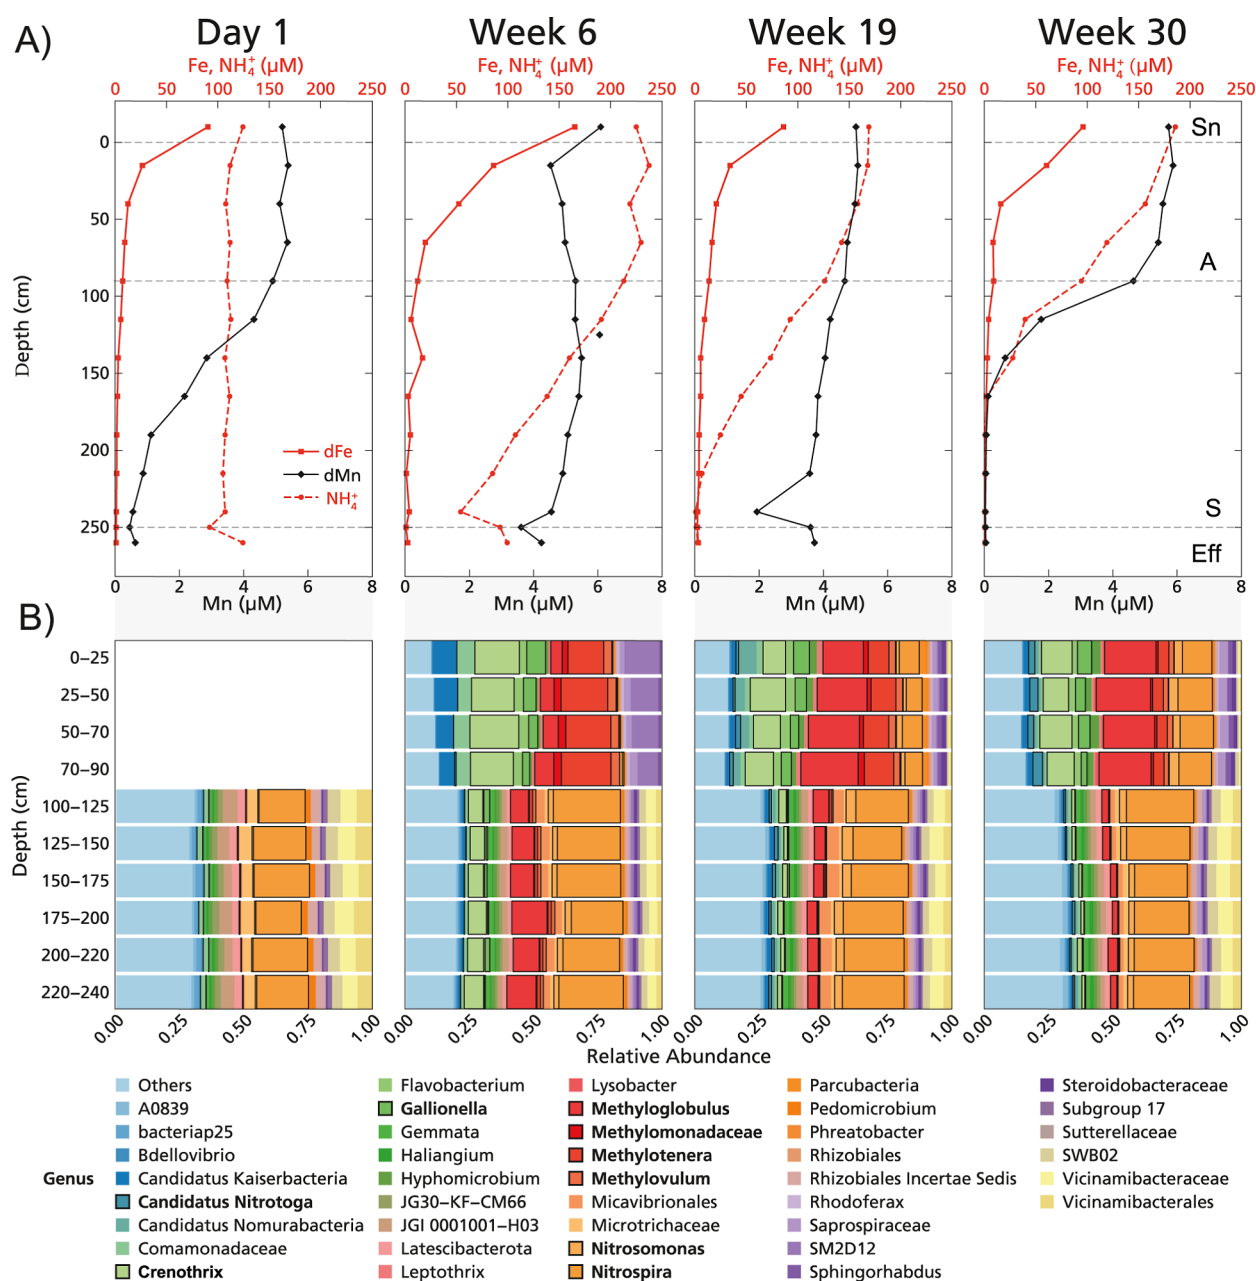 A)
Day 1
Week 6
Week 19
Week 30
Fe, NH4+ (µM)
Fe, NH4+ (µM)
Fe, NH4+ (µM)
Fe, NH4+ (µM)
0 50 100 150 200 250
0 50 100 150 200 250
0 50 100 150 200 250
0 50 100 150 200 250
Depth (cm)
0
50
100
150
200
250
dFe
dMn
NH4+
Sn
A
S
Eff
0 2 4 6 8
0 2 4 6 8
0 2 4 6 8
0 2 4 6 8
Mn (µM)
Mn (µM)
Mn (µM)
Mn (µM)
B)
Depth (cm)
0–25
25–50
50–70
70–90
100–125
125–150
150–175
175–200
200–220
220–240
0.00 0.25 0.50 0.75 1.00
0.00 0.25 0.50 0.75 1.00
0.00 0.25 0.50 0.75 1.00
0.00 0.25 0.50 0.75 1.00
Relative Abundance
Genus
Others
A0839
bacteriap25
Bdellovibrio
Candidatus Kaiserbacteria
Candidatus Nitrotoga
Candidatus Nomurabacteria
Comamonadaceae
Crenothrix
Flavobacterium
Gallionella
Gemmata
Haliangium
Hyphomicrobium
JG30–KF–CM66
JGI 0001001–H03
Latescibacterota
Leptothrix
Lysobacter
Methyloglobulus
Methylomonadaceae
Methylotenera
Methylovulum
Micavibrionales
Microtrichaceae
Nitrosomonas
Nitrospira
Parcubacteria
Pedomicrobium
Phreatobacter
Rhizobiales
Rhizobiales Incertae Sedis
Rhodoferax
Saprospiraceae
SM2D12
Sphingorhabdus
Steroidobacteraceae
Subgroup 17
Sutterellaceae
SWB02
Vicinamibacteraceae
Vicinamibacterales